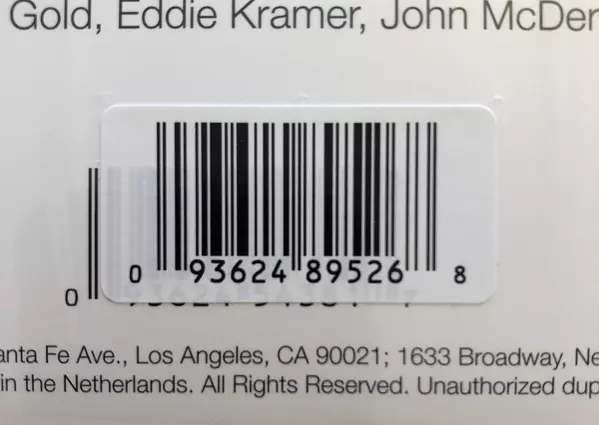 Gold, Eddie Kramer, John McDer
0 93624 89526 8
0
anta Fe Ave., Los Angeles, CA 90021; 1633 Broadway, Ne
in the Netherlands. All Rights Reserved. Unauthorized dup